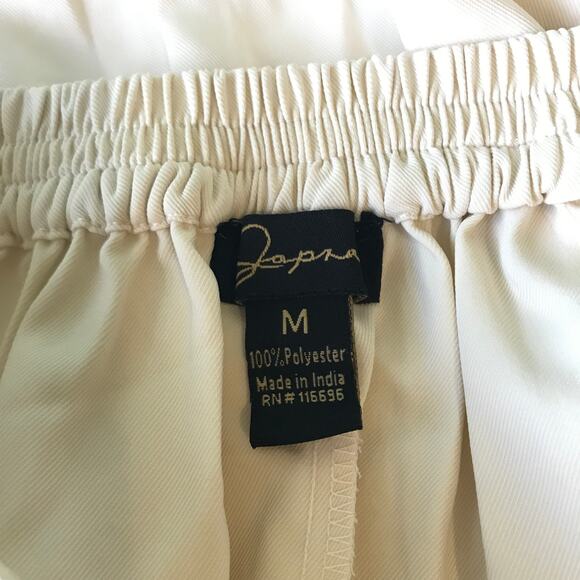 Japna
M
100% Polyester
Made in India
RN# 116696